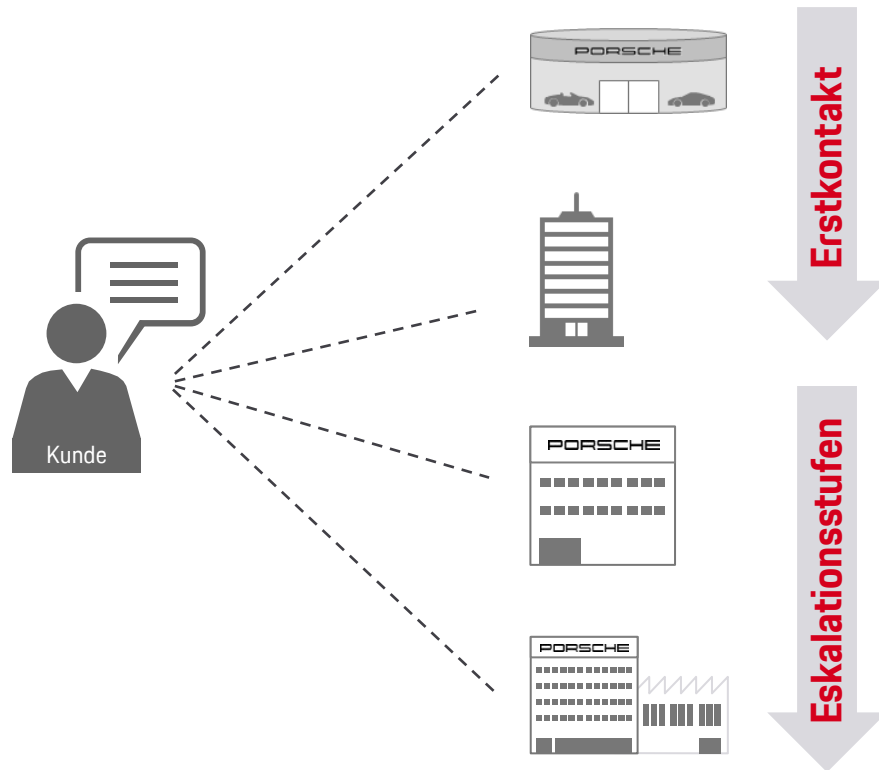 PORSCHE
Erstkontakt
Kunde
PORSCHE
Eskalationsstufen
PORSCHE